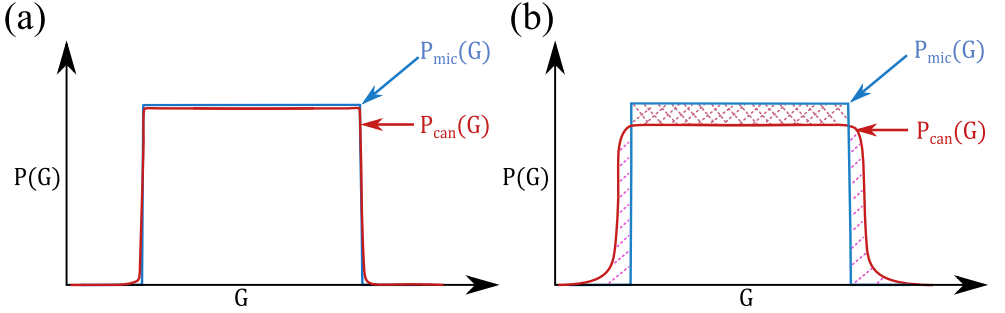 (a)
P_mic(G)
P_can(G)
P(G)
G
(b)
P_mic(G)
P_can(G)
P(G)
G